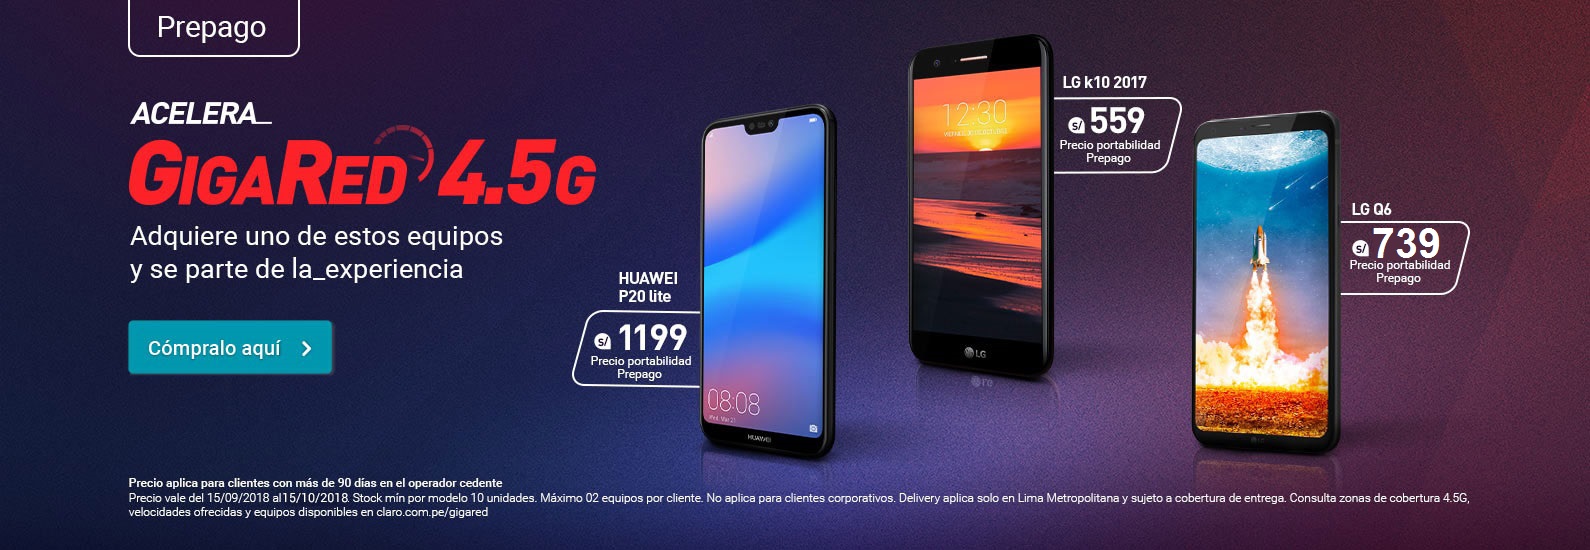 Prepago
ACELERA_
GIGARED 4.5G
Adquiere uno de estos equipos
y se parte de la_experiencia
Cómpralo aquí
HUAWEI
P20 lite
S/ 1199
Precio portabilidad
Prepago
08:08
HUAWEI
LG k10 2017
S/ 559
Precio portabilidad
Prepago
12:30
LG
LG Q6
S/ 739
Precio portabilidad
Prepago
LG
Precio aplica para clientes con más de 90 días en el operador cedente
Precio vale del 15/09/2018 al15/10/2018. Stock mín por modelo 10 unidades. Máximo 02 equipos por cliente. No aplica para clientes corporativos. Delivery aplica solo en Lima Metropolitana y sujeto a cobertura de entrega. Consulta zonas de cobertura 4.5G,
velocidades ofrecidas y equipos disponibles en claro.com.pe/gigared